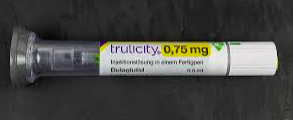 trulicity® 0,75 mg
Injektionslösung in einem Fertigpen
Dulaglutid 0.5 ml